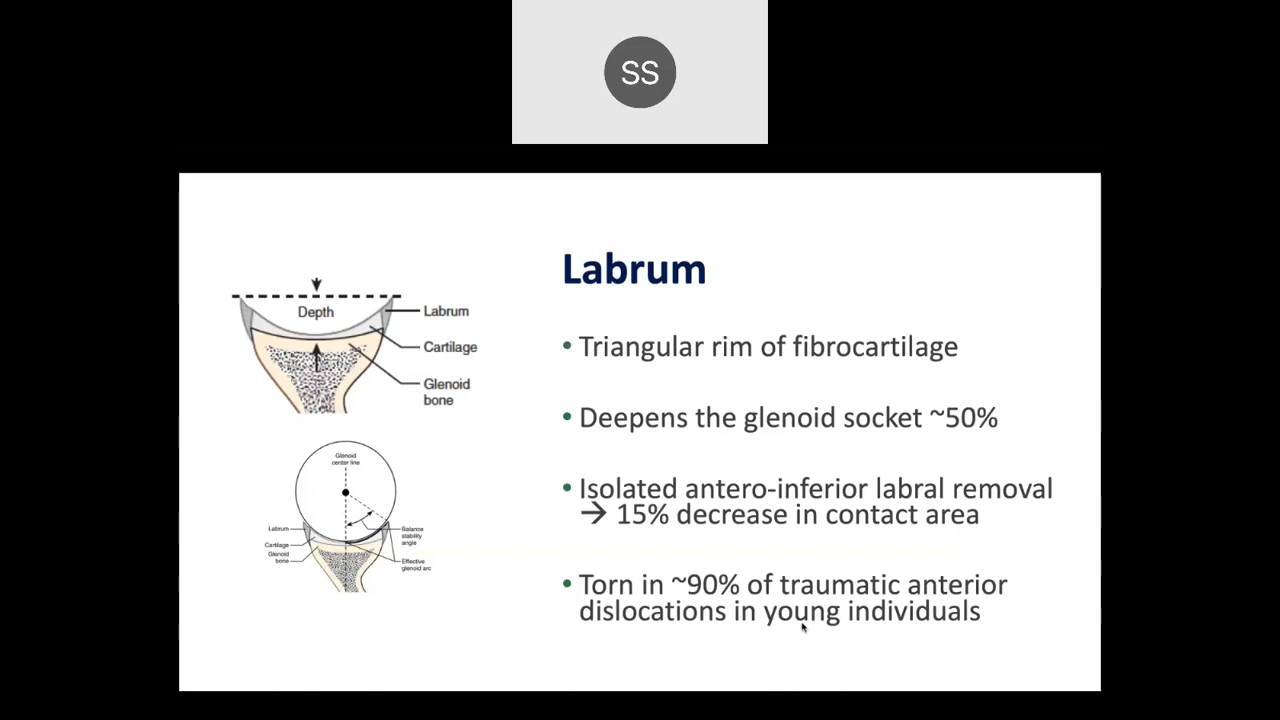 SS
Labrum
• Triangular rim of fibrocartilage
• Deepens the glenoid socket ~50%
• Isolated antero-inferior labral removal
→ 15% decrease in contact area
• Torn in ~90% of traumatic anterior
dislocations in young individuals
Depth
Labrum
Cartilage
Glenoid
bone
Glenoid
center line
Labrum
Cartilage
Glenoid
bone
Balance
stability
angle
Effective
glenoid arc